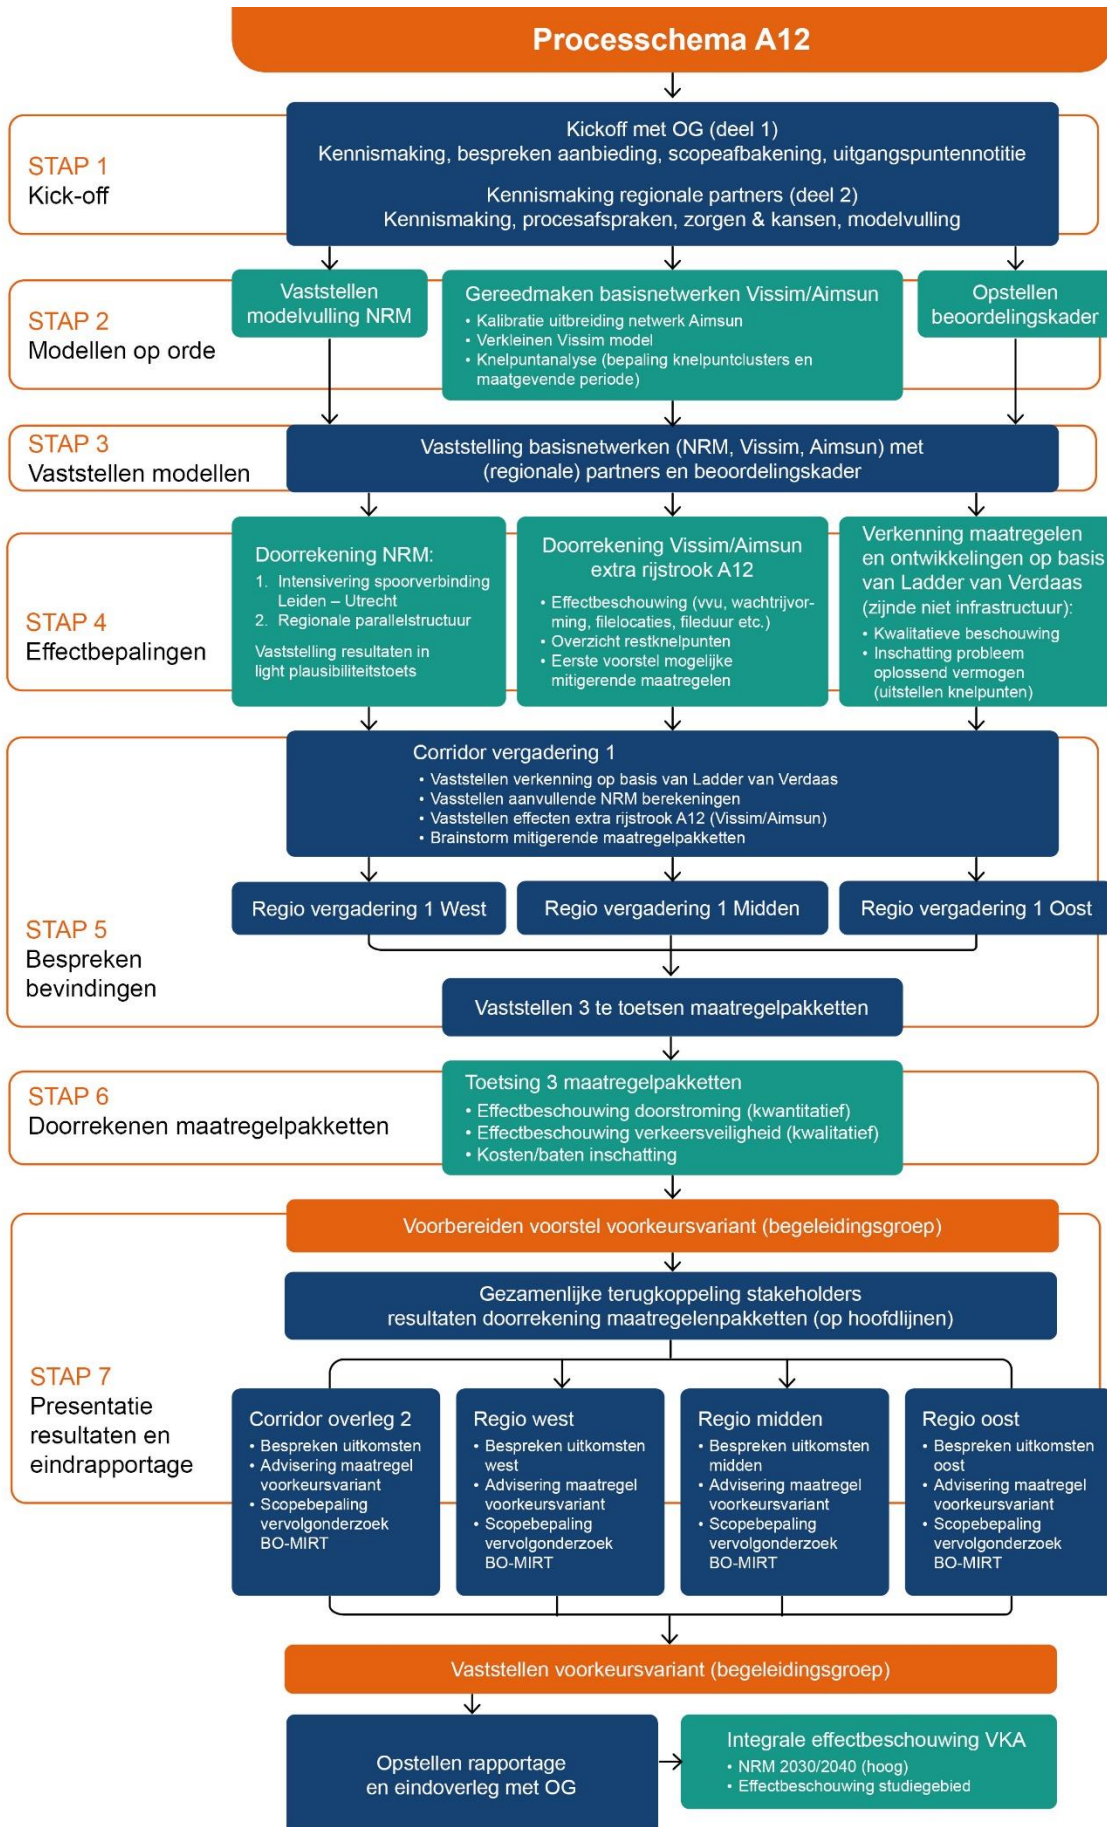 Processchema A12
STAP 1
Kick-off
Kickoff met OG (deel 1)
Kennismaking, bespreken aanbieding, scopeafbakening, uitgangspuntennotitie
Kennismaking regionale partners (deel 2)
Kennismaking, procesafspraken, zorgen & kansen, modelvulling
STAP 2
Modellen op orde
Vaststellen
modelvulling NRM
Gereedmaken basisnetwerken Vissim/Aimsun
• Kalibratie uitbreiding netwerk Aimsun
• Verkleinen Vissim model
• Knelpuntanalyse (bepaling knelpuntclusters en
maatgevende periode)
Opstellen
beoordelingskader
STAP 3
Vaststellen modellen
Vaststelling basisnetwerken (NRM, Vissim, Aimsun) met
(regionale) partners en beoordelingskader
STAP 4
Effectbepalingen
Doorrekening NRM:
1. Intensivering spoorverbinding
Leiden – Utrecht
2. Regionale parallelstructuur
Vaststelling resultaten in
light plausibiliteitstoets
Doorrekening Vissim/Aimsun
extra rijstrook A12
• Effectbeschouwing (vvu, wachtrijvor-
ming, filelocaties, fileduur etc.)
• Overzicht restknelpunten
• Eerste voorstel mogelijke
mitigerende maatregelen
Verkenning maatregelen
en ontwikkelingen op basis
van Ladder van Verdaas
(zijnde niet infrastructuur):
• Kwalitatieve beschouwing
• Inschatting probleem
oplossend vermogen
(uitstellen knelpunten)
STAP 5
Bespreken
bevindingen
Corridor vergadering 1
• Vaststellen verkenning op basis van Ladder van Verdaas
• Vasstellen aanvullende NRM berekeningen
• Vaststellen effecten extra rijstrook A12 (Vissim/Aimsun)
• Brainstorm mitigerende maatregelpakketten
Regio vergadering 1 West
Regio vergadering 1 Midden
Regio vergadering 1 Oost
Vaststellen 3 te toetsen maatregelpakketten
STAP 6
Doorrekenen maatregelpakketten
Toetsing 3 maatregelpakketten
• Effectbeschouwing doorstroming (kwantitatief)
• Effectbeschouwing verkeersveiligheid (kwalitatief)
• Kosten/baten inschatting
STAP 7
Presentatie
resultaten en
eindrapportage
Voorbereiden voorstel voorkeursvariant (begeleidingsgroep)
Gezamenlijke terugkoppeling stakeholders
resultaten doorrekening maatregelenpakketten (op hoofdlijnen)
Corridor overleg 2
• Bespreken uitkomsten
• Advisering maatregel
voorkeursvariant
• Scopebepaling
vervolgonderzoek
BO-MIRT
Regio west
• Bespreken uitkomsten
west
• Advisering maatregel
voorkeursvariant
• Scopebepaling
vervolgonderzoek
BO-MIRT
Regio midden
• Bespreken uitkomsten
midden
• Advisering maatregel
voorkeursvariant
• Scopebepaling
vervolgonderzoek
BO-MIRT
Regio oost
• Bespreken uitkomsten
oost
• Advisering maatregel
voorkeursvariant
• Scopebepaling
vervolgonderzoek
BO-MIRT
Vaststellen voorkeursvariant (begeleidingsgroep)
Opstellen rapportage
en eindoverleg met OG
Integrale effectbeschouwing VKA
• NRM 2030/2040 (hoog)
• Effectbeschouwing studiegebied